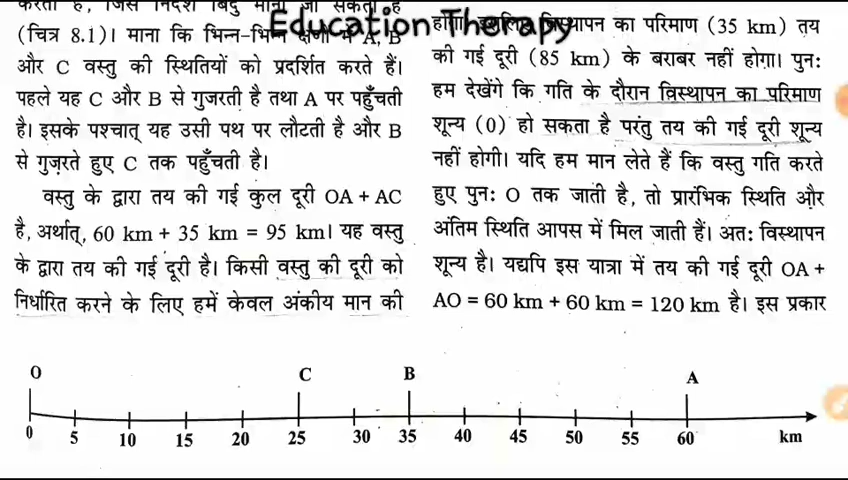 Education Therapy
करता है, जिसे निर्देश बिंदु माना जा सकता है
(चित्र 8.1)। माना कि भिन्न-भिन्न क्षणों में A, B
और C वस्तु की स्थितियों को प्रदर्शित करते हैं।
पहले यह C और B से गुजरती है तथा A पर पहुँचती
है। इसके पश्चात् यह उसी पथ पर लौटती है और B
से गुज़रते हुए C तक पहुँचती है।
वस्तु के द्वारा तय की गई कुल दूरी OA + AC
है, अर्थात्, 60 km + 35 km = 95 km। यह वस्तु
के द्वारा तय की गई दूरी है। किसी वस्तु की दूरी को
निर्धारित करने के लिए हमें केवल अंकीय मान की
होगा। इसलिए विस्थापन का परिमाण (35 km) तय
की गई दूरी (85 km) के बराबर नहीं होगा। पुन:
हम देखेंगे कि गति के दौरान विस्थापन का परिमाण
शून्य (0) हो सकता है परंतु तय की गई दूरी शून्य
नहीं होगी। यदि हम मान लेते हैं कि वस्तु गति करते
हुए पुन: O तक जाती है, तो प्रारंभिक स्थिति और
अंतिम स्थिति आपस में मिल जाती हैं। अत: विस्थापन
शून्य है। यद्यपि इस यात्रा में तय की गई दूरी OA +
AO = 60 km + 60 km = 120 km है। इस प्रकार
O C B A
0 5 10 15 20 25 30 35 40 45 50 55 60 km